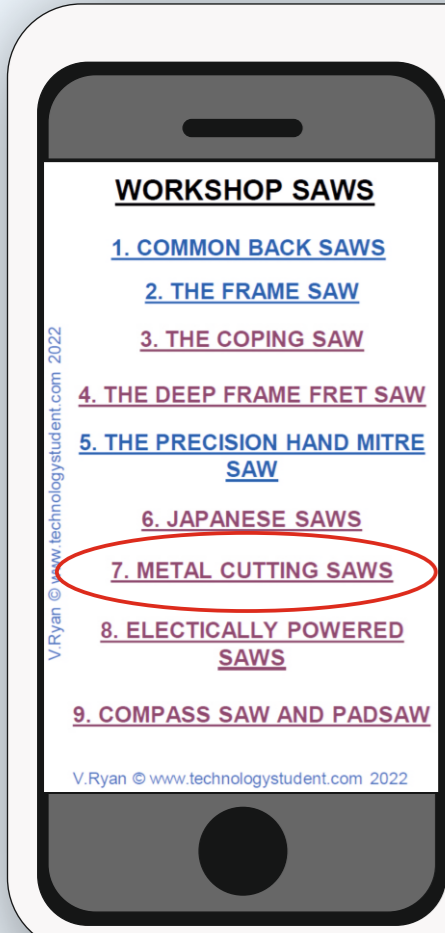 WORKSHOP SAWS
1. COMMON BACK SAWS
2. THE FRAME SAW
3. THE COPING SAW
4. THE DEEP FRAME FRET SAW
5. THE PRECISION HAND MITRE
SAW
6. JAPANESE SAWS
7. METAL CUTTING SAWS
8. ELECTICALLY POWERED
SAWS
9. COMPASS SAW AND PADSAW
V.Ryan © www.technologystudent.com 2022
V.Ryan © www.technologystudent.com 2022